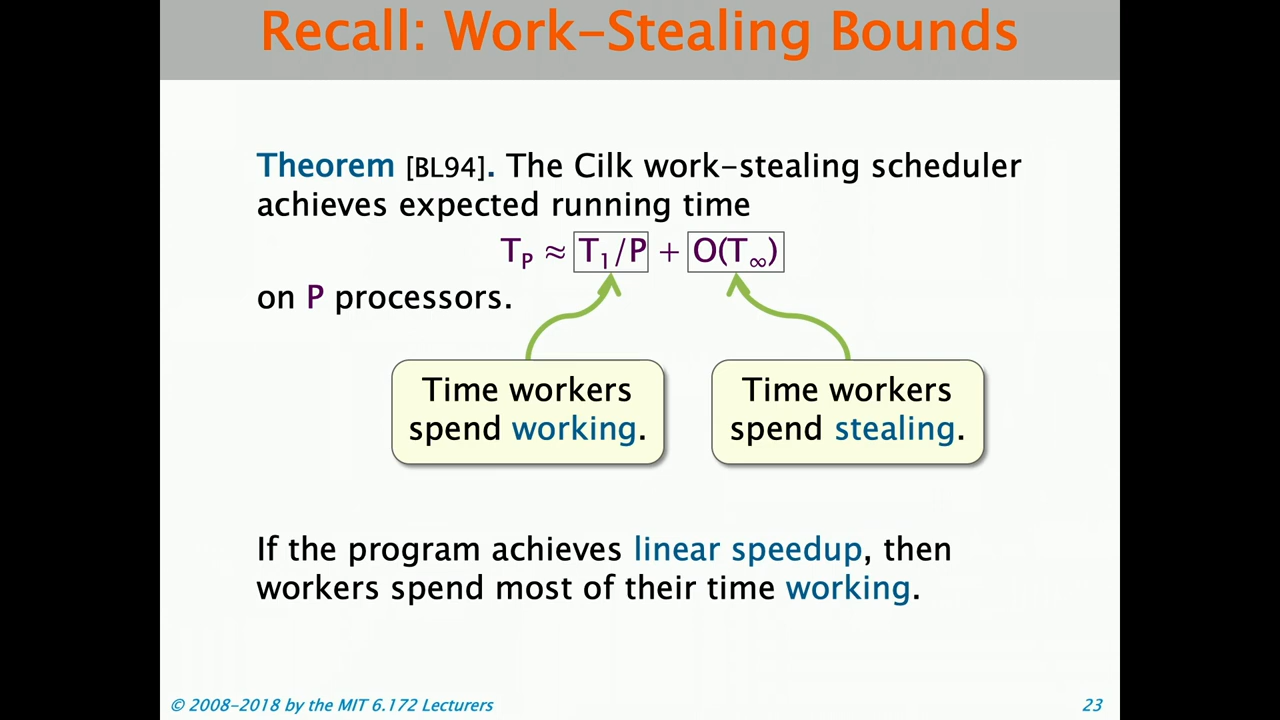 Recall: Work–Stealing Bounds
Theorem [BL94]. The Cilk work–stealing scheduler
achieves expected running time
T_P ≈ T₁/P + O(T_∞)
on P processors.
Time workers
spend working.
Time workers
spend stealing.
If the program achieves linear speedup, then
workers spend most of their time working.
© 2008–2018 by the MIT 6.172 Lecturers
23